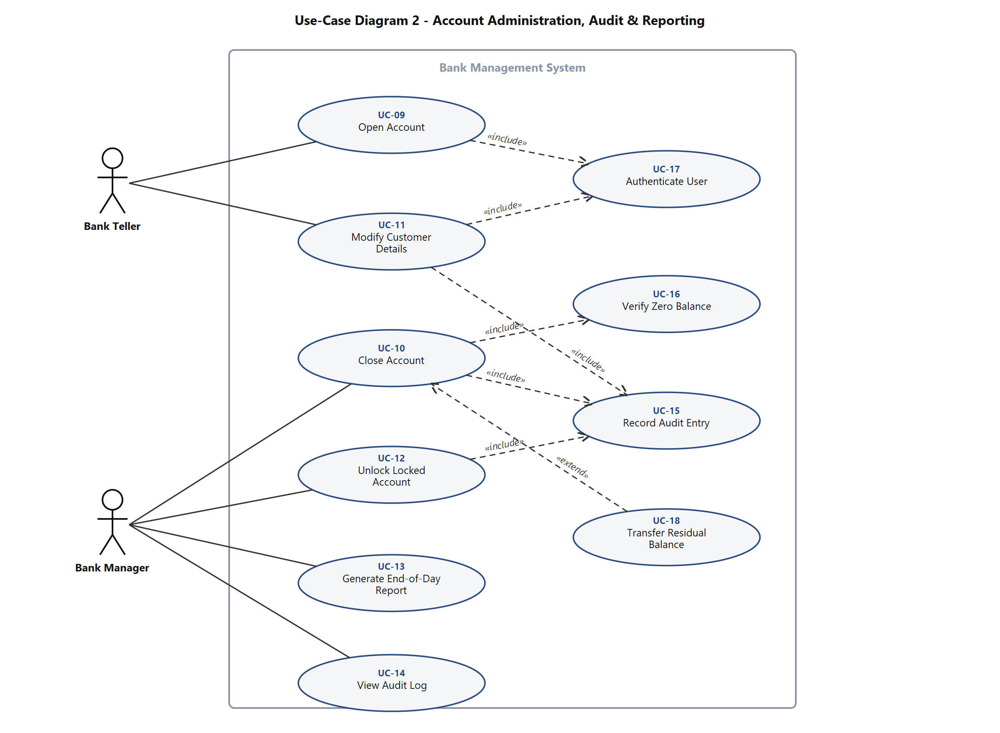 Use-Case Diagram 2 - Account Administration, Audit & Reporting
Bank Management System
UC-09
Open Account
«include»
UC-17
Authenticate User
Bank Teller
«include»
UC-11
Modify Customer
Details
UC-16
Verify Zero Balance
«include»
UC-10
Close Account
«include»
«include»
UC-15
Record Audit Entry
«include»
UC-12
Unlock Locked
Account
«extend»
UC-18
Transfer Residual
Balance
Bank Manager
UC-13
Generate End-of-Day
Report
UC-14
View Audit Log